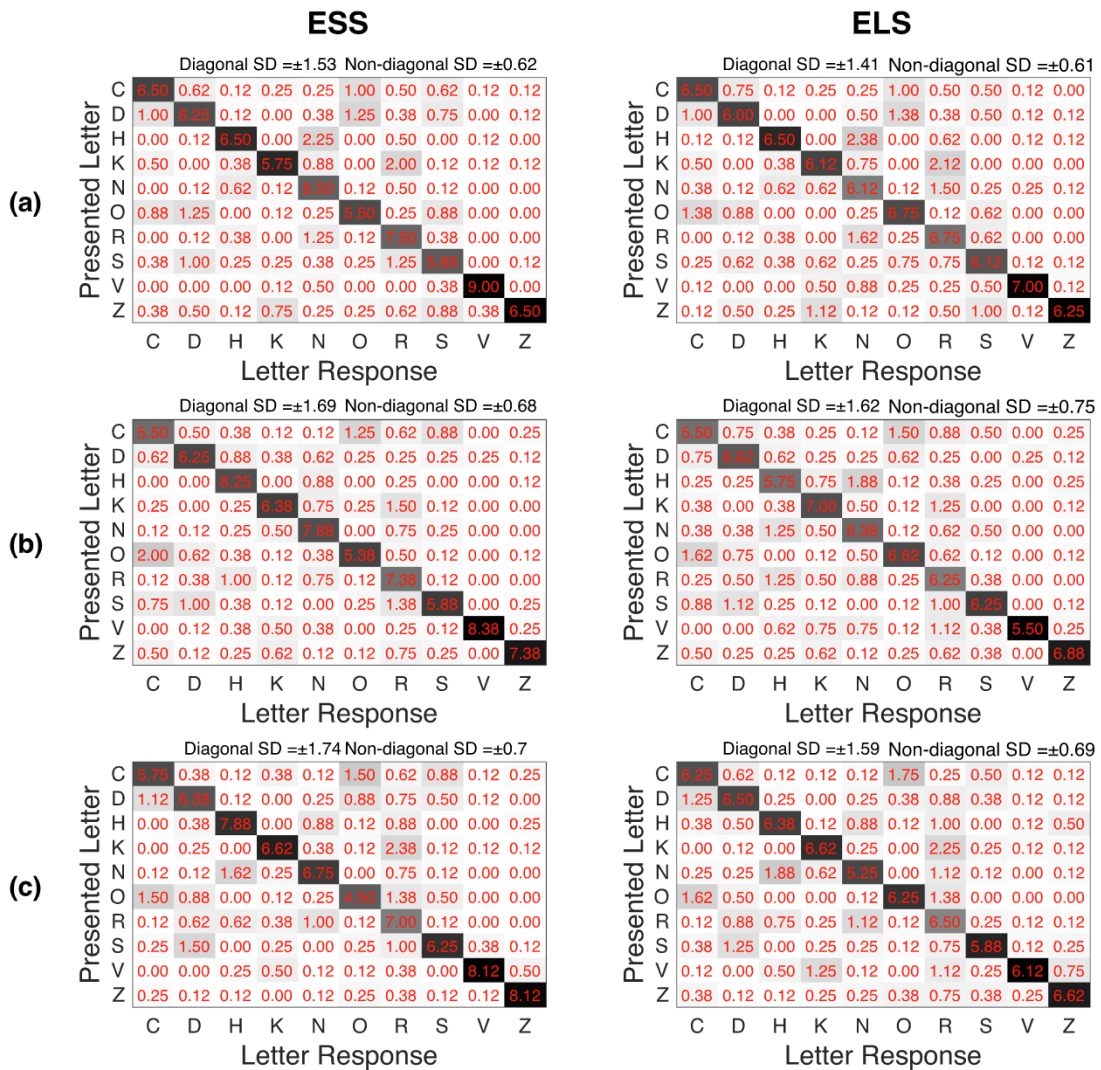 ESS ELS
Diagonal SD =±1.53 Non-diagonal SD =±0.62
C 6.50 0.62 0.12 0.25 0.25 1.00 0.50 0.62 0.12 0.12
D 1.00 6.25 0.12 0.00 0.38 1.25 0.38 0.75 0.00 0.12
H 0.00 0.12 6.50 0.00 2.25 0.00 0.50 0.00 0.12 0.00
K 0.50 0.00 0.38 5.75 0.88 0.00 2.00 0.12 0.12 0.12
N 0.00 0.12 0.62 0.12 6.50 0.12 0.50 0.12 0.00 0.00
O 0.88 1.25 0.00 0.12 0.25 5.50 0.25 0.88 0.00 0.00
R 0.00 0.12 0.38 0.00 1.25 0.12 7.50 0.38 0.00 0.00
S 0.38 1.00 0.25 0.25 0.38 0.25 1.25 5.88 0.00 0.12
V 0.00 0.00 0.00 0.12 0.50 0.00 0.00 0.38 9.00 0.00
Z 0.38 0.50 0.12 0.75 0.25 0.25 0.62 0.88 0.38 6.50
C D H K N O R S V Z
Letter Response
Presented Letter
(a)
Diagonal SD =±1.41 Non-diagonal SD =±0.61
C 6.50 0.75 0.12 0.00 0.00 1.00 0.50 0.50 0.12 0.00
D 1.00 6.00 0.00 0.00 0.50 1.38 0.38 0.50 0.12 0.12
H 0.12 0.12 6.50 0.00 2.38 0.00 0.62 0.00 0.12 0.00
K 0.50 0.00 0.38 6.12 0.75 0.00 2.12 0.00 0.00 0.00
N 0.38 0.12 0.62 0.62 6.12 0.12 1.50 0.25 0.25 0.12
O 1.38 0.88 0.00 0.00 0.25 6.75 0.12 0.62 0.00 0.00
R 0.00 0.12 0.38 0.00 1.62 0.25 6.75 0.62 0.00 0.00
S 0.25 0.62 0.38 0.62 0.25 0.75 0.75 6.12 0.12 0.12
V 0.12 0.00 0.00 0.50 0.88 0.25 0.25 0.50 7.00 0.12
Z 0.12 0.50 0.25 1.12 0.12 0.12 0.50 1.00 0.12 6.25
C D H K N O R S V Z
Letter Response
Presented Letter
Diagonal SD =±1.69 Non-diagonal SD =±0.68
C 5.50 0.50 0.38 0.12 0.12 1.25 0.62 0.88 0.00 0.25
D 0.62 6.25 0.88 0.38 0.62 0.25 0.25 0.25 0.25 0.12
H 0.00 0.00 8.25 0.00 0.88 0.00 0.25 0.12 0.00 0.00
K 0.25 0.00 0.25 6.38 0.75 0.25 1.50 0.12 0.00 0.00
N 0.12 0.12 0.25 0.50 7.88 0.00 0.75 0.25 0.00 0.00
O 2.00 0.62 0.38 0.12 0.38 5.38 0.50 0.12 0.00 0.12
R 0.12 0.38 1.00 0.12 0.75 0.12 7.38 0.12 0.00 0.00
S 0.75 1.00 0.38 0.12 0.00 0.25 1.38 5.88 0.00 0.25
V 0.00 0.12 0.38 0.50 0.38 0.00 0.25 0.12 8.38 0.25
Z 0.50 0.12 0.25 0.62 0.12 0.12 0.75 0.25 0.00 7.38
C D H K N O R S V Z
Letter Response
Presented Letter
(b)
Diagonal SD =±1.62 Non-diagonal SD =±0.75
C 5.50 0.75 0.38 0.25 0.12 1.50 0.88 0.50 0.00 0.25
D 0.75 6.62 0.62 0.25 0.25 0.62 0.25 0.00 0.25 0.12
H 0.25 0.25 5.75 0.75 1.88 0.12 0.38 0.25 0.00 0.25
K 0.38 0.00 0.25 7.00 0.50 0.12 1.25 0.00 0.00 0.12
N 0.38 0.38 1.25 0.50 6.38 0.12 0.62 0.50 0.00 0.12
O 1.62 0.75 0.00 0.12 0.50 6.62 0.62 0.12 0.00 0.00
R 0.25 0.50 1.25 0.50 0.88 0.25 6.25 0.38 0.00 0.00
S 0.88 1.12 0.25 0.12 0.00 0.12 1.00 6.25 0.00 0.12
V 0.00 0.00 0.62 0.75 0.75 0.12 1.12 0.38 5.50 0.25
Z 0.50 0.25 0.25 0.62 0.12 0.25 0.62 0.38 0.00 6.88
C D H K N O R S V Z
Letter Response
Presented Letter
Diagonal SD =±1.74 Non-diagonal SD =±0.7
C 5.75 0.38 0.12 0.38 0.12 1.50 0.62 0.88 0.12 0.25
D 1.12 6.38 0.12 0.00 0.25 0.88 0.75 0.50 0.12 0.00
H 0.00 0.38 7.88 0.00 0.88 0.12 0.88 0.00 0.00 0.25
K 0.00 0.25 0.00 6.62 0.38 0.12 2.38 0.12 0.12 0.00
N 0.12 0.12 1.62 0.25 6.75 0.00 0.75 0.12 0.00 0.00
O 1.50 0.88 0.00 0.12 0.25 4.50 1.38 0.50 0.00 0.00
R 0.12 0.62 0.62 0.38 1.00 0.12 7.00 0.12 0.00 0.00
S 0.25 1.50 0.00 0.25 0.00 0.25 1.00 6.25 0.38 0.12
V 0.00 0.00 0.25 0.50 0.12 0.12 0.38 0.00 8.12 0.50
Z 0.25 0.12 0.12 0.00 0.12 0.25 0.38 0.12 0.12 8.12
C D H K N O R S V Z
Letter Response
Presented Letter
(c)
Diagonal SD =±1.59 Non-diagonal SD =±0.69
C 6.25 0.62 0.12 0.12 0.12 1.75 0.25 0.50 0.12 0.12
D 1.25 6.50 0.25 0.00 0.25 0.38 0.88 0.38 0.12 0.00
H 0.38 0.50 6.38 0.12 0.88 0.12 1.00 0.00 0.12 0.50
K 0.00 0.12 0.00 6.62 0.25 0.00 2.25 0.25 0.12 0.00
N 0.25 0.25 1.88 0.62 5.25 0.00 1.12 0.00 0.12 0.00
O 1.62 0.50 0.00 0.12 0.00 6.25 1.38 0.00 0.00 0.00
R 0.12 0.88 0.75 0.25 1.12 0.12 6.50 0.25 0.12 0.12
S 0.38 1.25 0.00 0.25 0.25 0.12 0.75 5.88 0.12 0.25
V 0.12 0.00 0.50 1.25 0.12 0.00 1.12 0.25 6.12 0.75
Z 0.38 0.12 0.12 0.25 0.25 0.38 0.75 0.38 0.25 6.62
C D H K N O R S V Z
Letter Response
Presented Letter